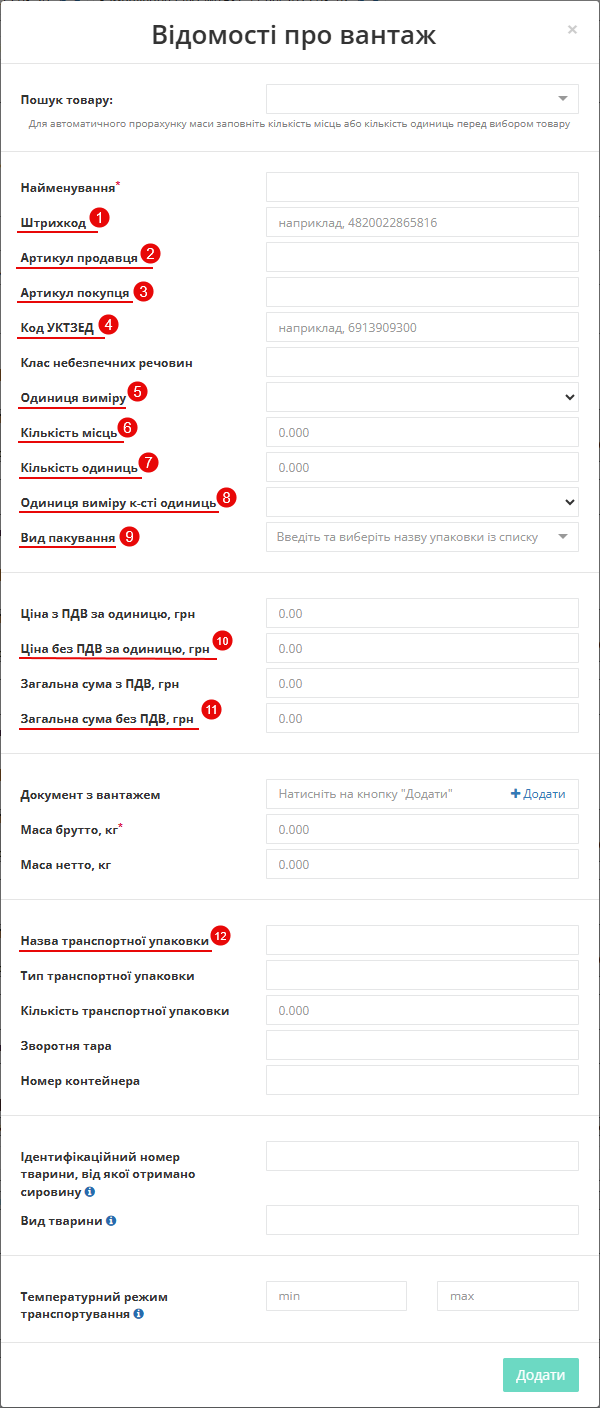 Відомості про вантаж ×
Пошук товару:
Для автоматичного прорахунку маси заповніть кількість місць або кількість одиниць перед вибором товару
Найменування*
Штрихкод 1 наприклад, 4820022865816
Артикул продавця 2
Артикул покупця 3
Код УКТЗЕД 4 наприклад, 6913909300
Клас небезпечних речовин
Одиниця виміру 5
Кількість місць 6 0.000
Кількість одиниць 7 0.000
Одиниця виміру к-сті одиниць 8
Вид пакування 9 Введіть та виберіть назву упаковки із списку
Ціна з ПДВ за одиницю, грн 0.00
Ціна без ПДВ за одиницю, грн 10 0.00
Загальна сума з ПДВ, грн 0.00
Загальна сума без ПДВ, грн 11 0.00
Документ з вантажем Натисніть на кнопку "Додати" + Додати
Маса брутто, кг* 0.000
Маса нетто, кг 0.000
Назва транспортної упаковки 12
Тип транспортної упаковки
Кількість транспортної упаковки 0.000
Зворотня тара
Номер контейнера
Ідентифікаційний номер
тварини, від якої отримано
сировину
Вид тварини
Температурний режим min max
транспортування
Додати